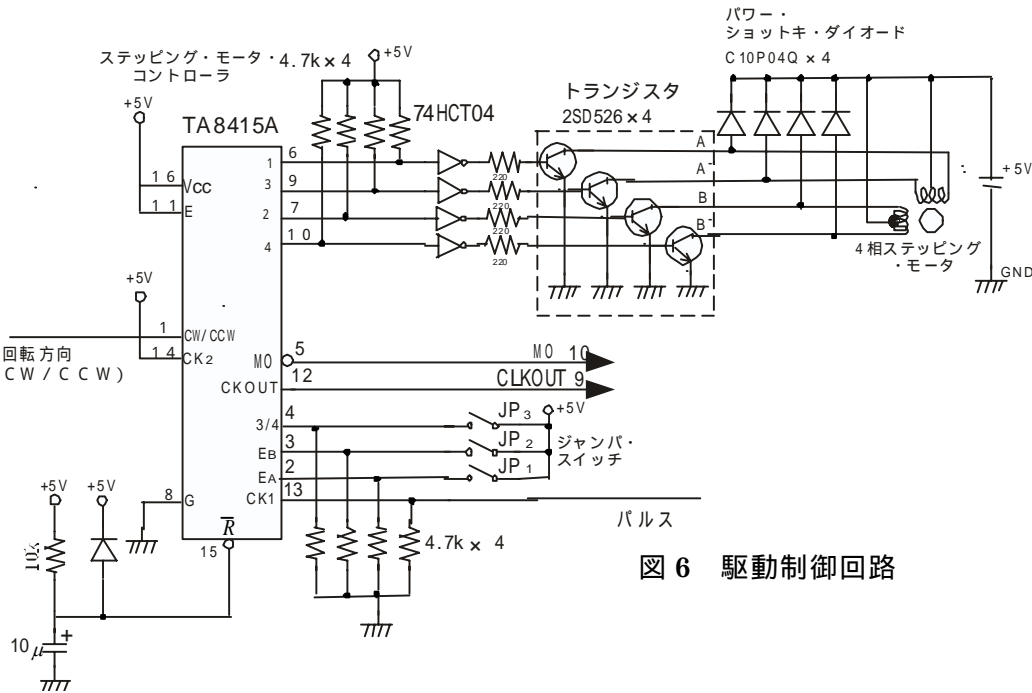 パワー・
ショットキ・ダイオード
C10P04Q × 4
ステッピング・モータ・
コントローラ
4.7k × 4
+5V
+5V
トランジスタ
2SD526 × 4
TA8415A
74HCT04
1
6
3
9
2
7
4
10
220
220
220
A
A-
B
B-
+5V
GND
4相ステッピング
・モータ
16
Vcc
11
E
+5V
1
CW/CCW
14
CK2
回転方向
CW/CCW)
MO
5
MO 10
CKOUT
12
CLKOUT 9
3/4
4
JP3
+5V
EB
3
JP2
ジャンパ・
スイッチ
EA
2
JP1
CK1
13
パルス
+5V
+5V
8
G
R̅
15
10k
4.7k × 4
10μ
+
図6 駆動制御回路